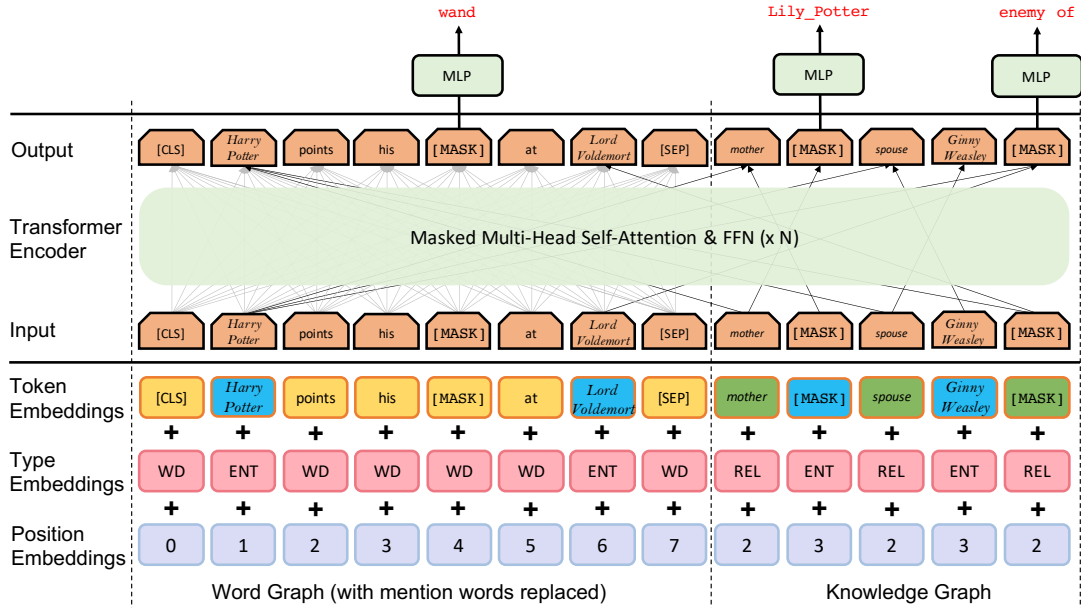 wand Lily_Potter enemy of
MLP MLP MLP
Output [CLS] Harry Potter points his [MASK] at Lord Voldemort [SEP] mother [MASK] spouse Ginny Weasley [MASK]
Transformer Encoder Masked Multi-Head Self-Attention & FFN (x N)
Input [CLS] Harry Potter points his [MASK] at Lord Voldemort [SEP] mother [MASK] spouse Ginny Weasley [MASK]
Token Embeddings [CLS] Harry Potter points his [MASK] at Lord Voldemort [SEP] mother [MASK] spouse Ginny Weasley [MASK]
+ + + + + + + + + + + + +
Type Embeddings WD ENT WD WD WD WD ENT WD REL ENT REL ENT REL
+ + + + + + + + + + + + +
Position Embeddings 0 1 2 3 4 5 6 7 2 3 2 3 2
Word Graph (with mention words replaced) Knowledge Graph